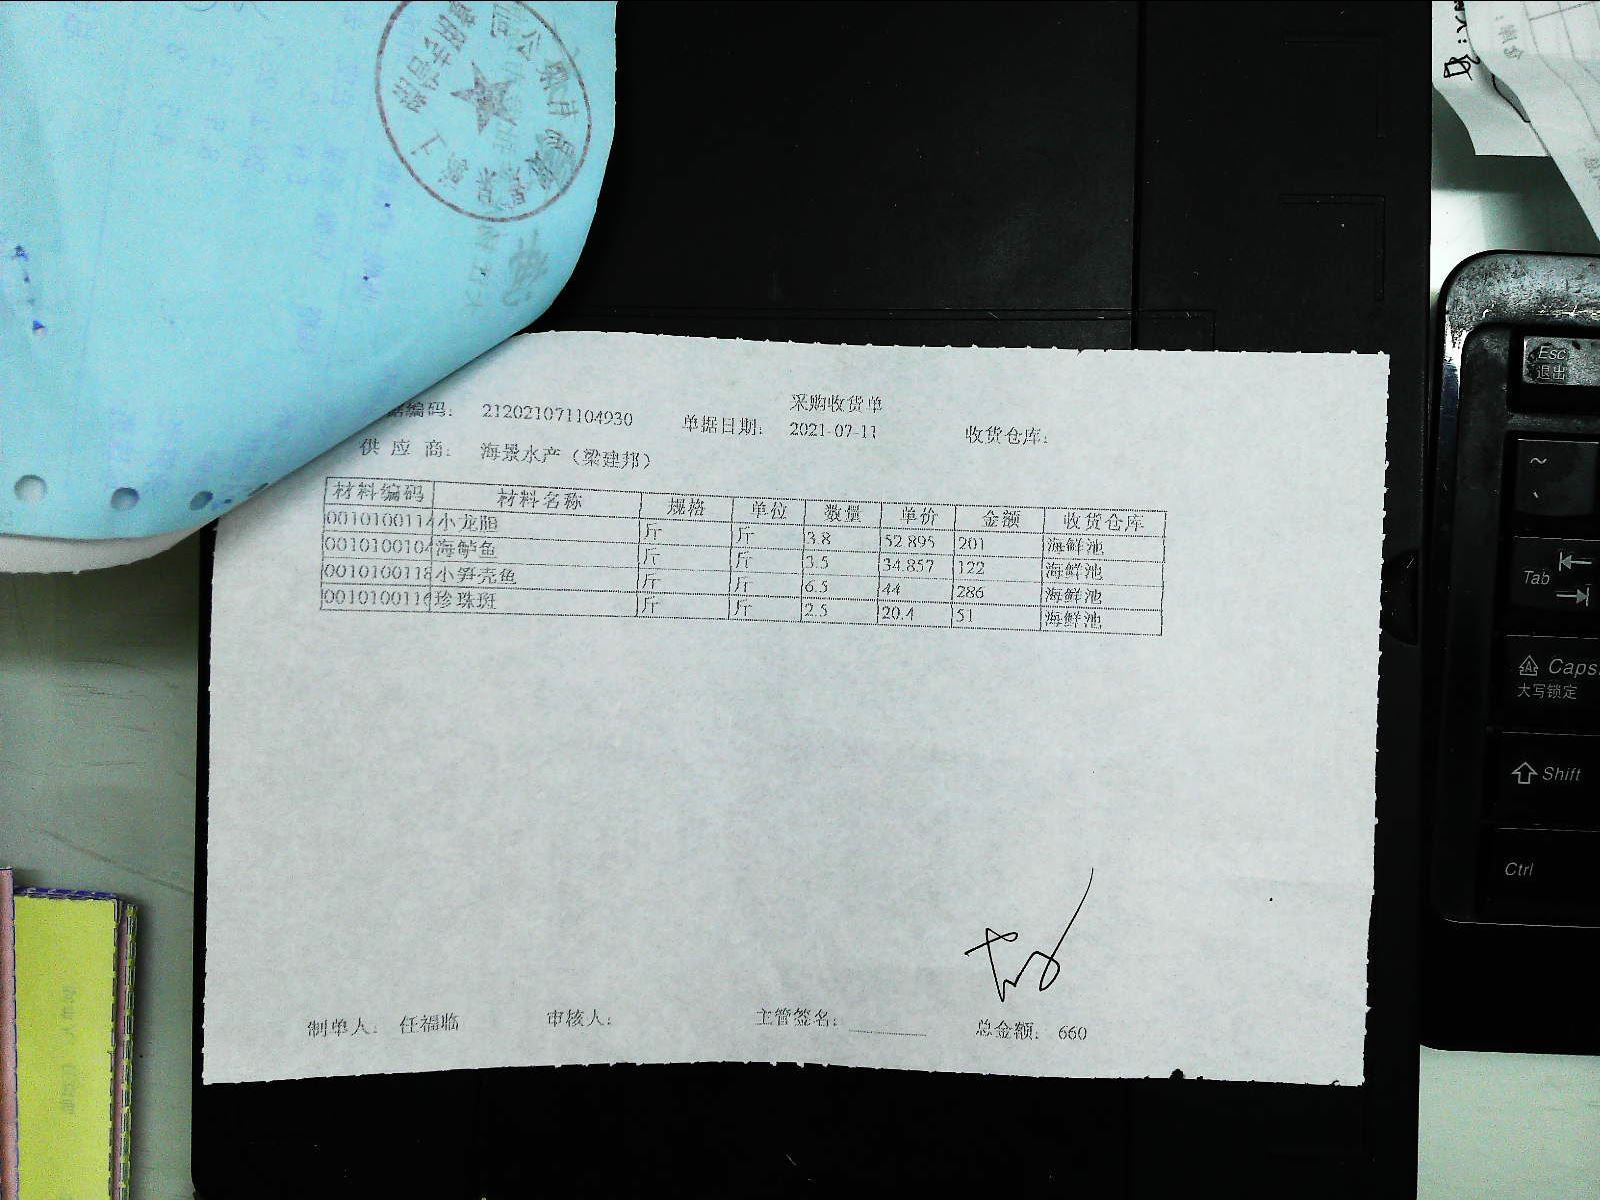 采购收货单
据编码: 212021071104930 单据日期: 2021-07-11 收货仓库:
供 应 商: 海景水产（梁建邦）
材料编码 材料名称 规格 单位 数量 单价 金额 收货仓库
0010100114 小龙胆 斤 斤 3.8 52.895 201 海鲜池
0010100104 海鲈鱼 斤 斤 3.5 34.857 122 海鲜池
0010100118 小笋壳鱼 斤 斤 6.5 44 286 海鲜池
0010100116 珍珠斑 斤 斤 2.5 20.4 51 海鲜池
制单人: 任福临 审核人: 主管签名: 总金额: 660
Esc
退出
~
Tab
Caps
大写锁定
Shift
Ctrl